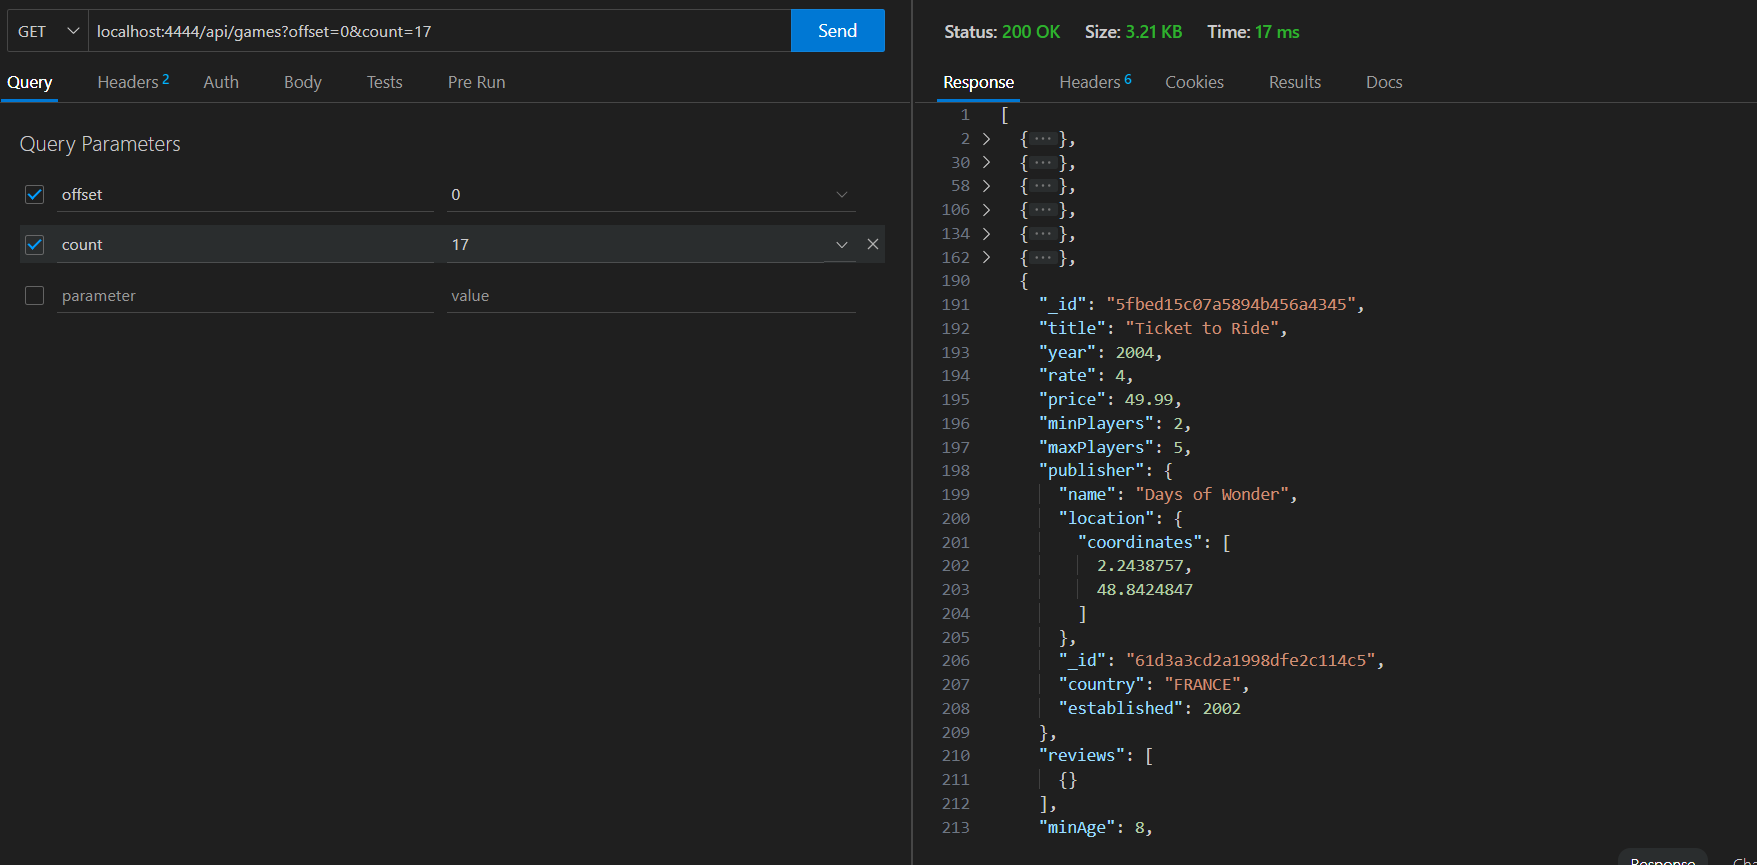 GET localhost:4444/api/games?offset=0&count=17 Send
Query Headers 2 Auth Body Tests Pre Run
Query Parameters
offset 0
count 17
parameter value
Status: 200 OK Size: 3.21 KB Time: 17 ms
Response Headers 6 Cookies Results Docs
1 [
2 {···},
30 {···},
58 {···},
106 {···},
134 {···},
162 {···},
190 {
191 "_id": "5fbed15c07a5894b456a4345",
192 "title": "Ticket to Ride",
193 "year": 2004,
194 "rate": 4,
195 "price": 49.99,
196 "minPlayers": 2,
197 "maxPlayers": 5,
198 "publisher": {
199 "name": "Days of Wonder",
200 "location": {
201 "coordinates": [
202 2.2438757,
203 48.8424847
204 ]
205 },
206 "_id": "61d3a3cd2a1998dfe2c114c5",
207 "country": "FRANCE",
208 "established": 2002
209 },
210 "reviews": [
211 {}
212 ],
213 "minAge": 8,
Response